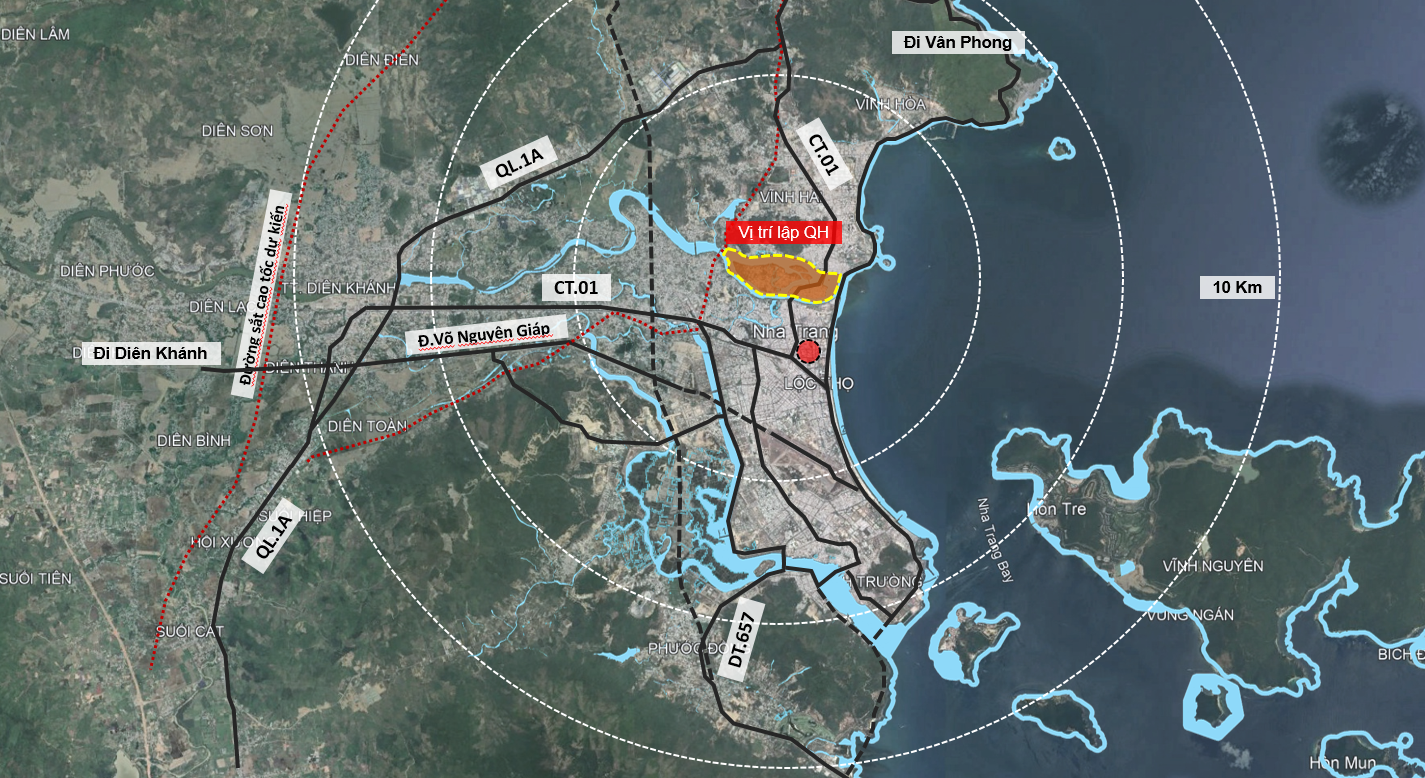 DIÊN LÂM
Đi Vân Phong
DIÊN ĐIỀN
VĨNH HÒA
DIÊN SƠN
QL.1A
CT.01
VĨNH HẢI
Vị trí lập QH
Đường sắt cao tốc dự kiến
DIÊN PHƯỚC
TT. DIÊN KHÁNH
CT.01
10 Km
DIÊN LẠC
Đ.Võ Nguyên Giáp
Nha Trang
Đi Diên Khánh
DIÊN THẠNH
LỘC THỌ
DIÊN TOÀN
DIÊN BÌNH
Hòn Tre
SUỐI HIỆP
QL.1A
Nha Trang Bay
VĨNH NGUYÊN
SUỐI TIÊN
TRƯỜNG
VŨNG NGÁN
SUỐI CÁT
DT.657
PHƯỚC
BÍCH
Hòn Mun